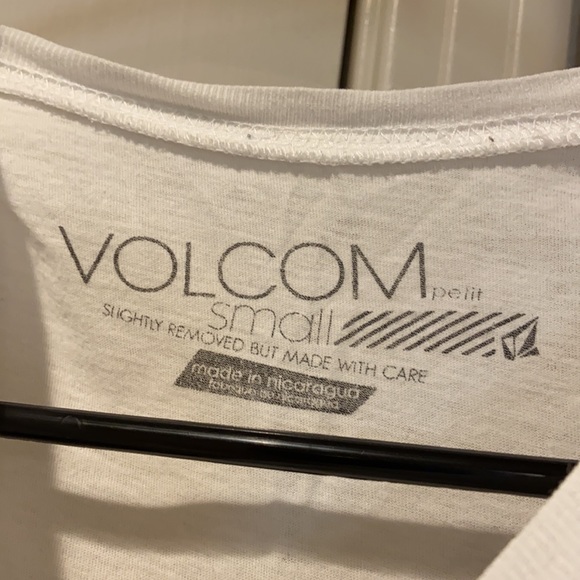 VOLCOM
small petit
SLIGHTLY REMOVED BUT MADE WITH CARE
made in nicaragua